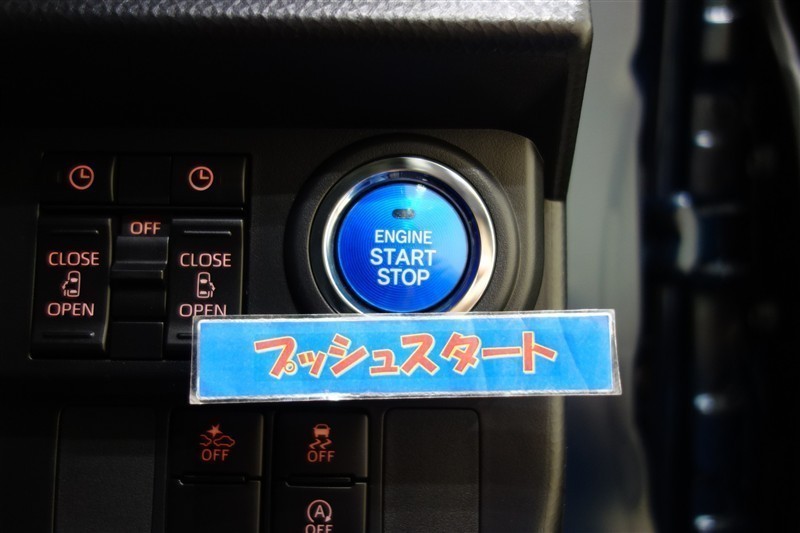 OFF
CLOSE
OPEN
CLOSE
OPEN
ENGINE
START
STOP
プッシュスタート
OFF
OFF
A
OFF